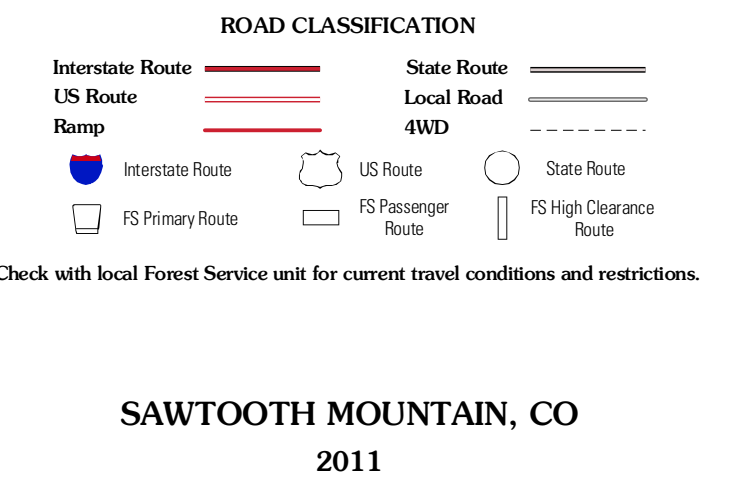 ROAD CLASSIFICATION
Interstate Route State Route
US Route Local Road
Ramp 4WD
Interstate Route US Route State Route
FS Primary Route FS Passenger Route FS High Clearance Route
Check with local Forest Service unit for current travel conditions and restrictions.
SAWTOOTH MOUNTAIN, CO
2011